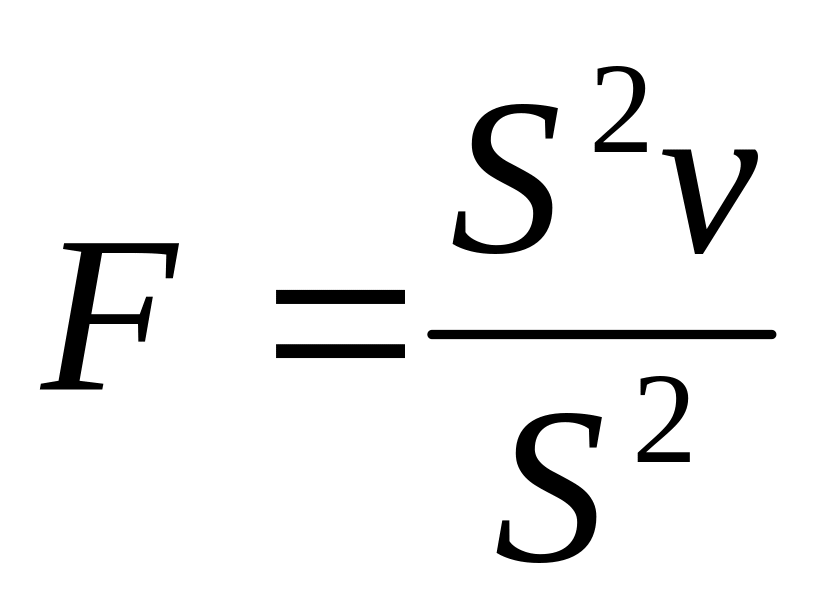 F = S²v / S²